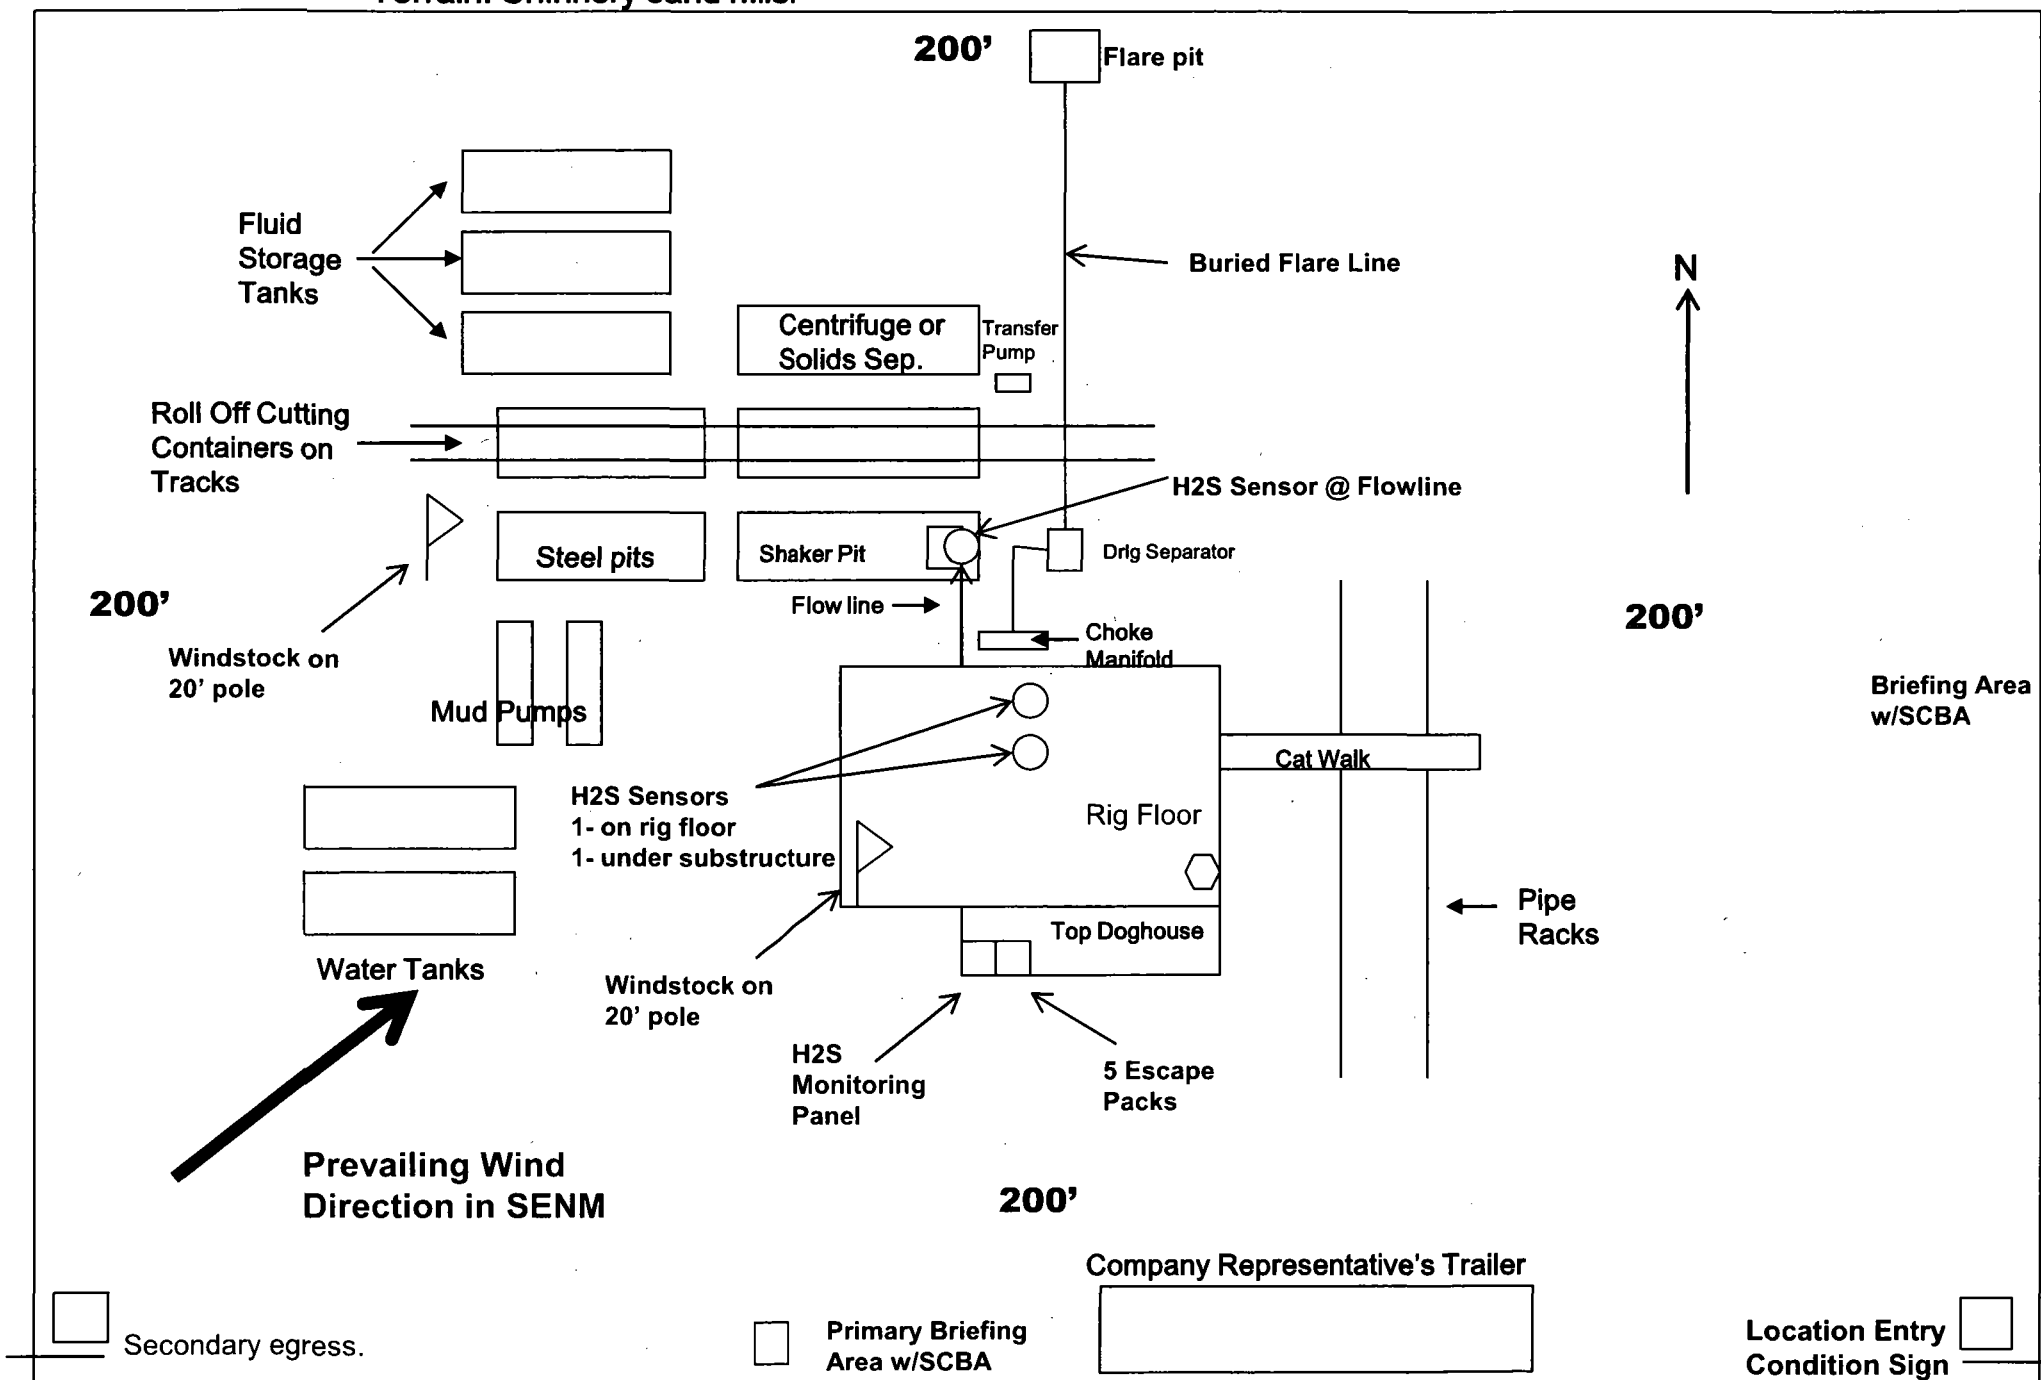 200’
Flare pit
Fluid
Storage
Tanks
Buried Flare Line
N
Centrifuge or
Solids Sep.
Transfer
Pump
Roll Off Cutting
Containers on
Tracks
H2S Sensor @ Flowline
Steel pits
Shaker Pit
Drlg Separator
200’
Flow line
200’
Choke
Manifold
Windstock on
20’ pole
Briefing Area
w/SCBA
Mud Pumps
Cat Walk
H2S Sensors
1- on rig floor
1- under substructure
Rig Floor
Pipe
Racks
Top Doghouse
Water Tanks
Windstock on
20’ pole
H2S
Monitoring
Panel
5 Escape
Packs
Prevailing Wind
Direction in SENM
200’
Company Representative’s Trailer
Secondary egress.
Primary Briefing
Area w/SCBA
Location Entry
Condition Sign